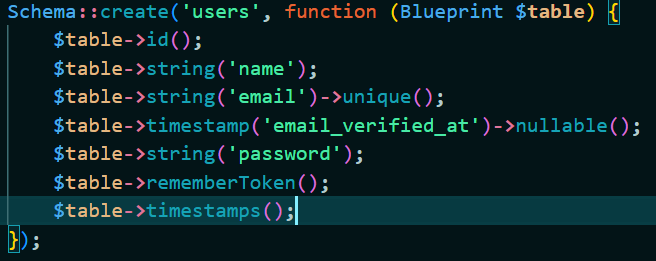 Schema::create('users', function (Blueprint $table) {
    $table->id();
    $table->string('name');
    $table->string('email')->unique();
    $table->timestamp('email_verified_at')->nullable();
    $table->string('password');
    $table->rememberToken();
    $table->timestamps();
});